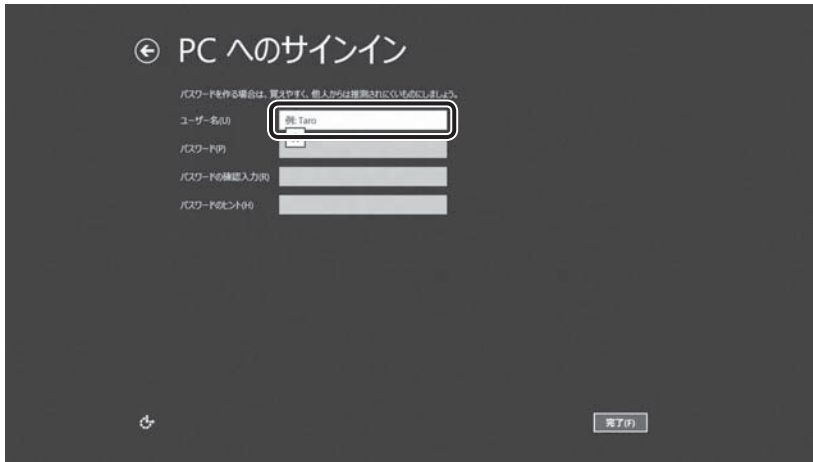 PC へのサインイン
パスワードを作る場合は、覚えやすく、他人からは推測されにくいものにしましょう。
ユーザー名(U)
例: Taro
パスワード(P)
パスワードの確認入力(R)
パスワードのヒント(H)
完了(F)